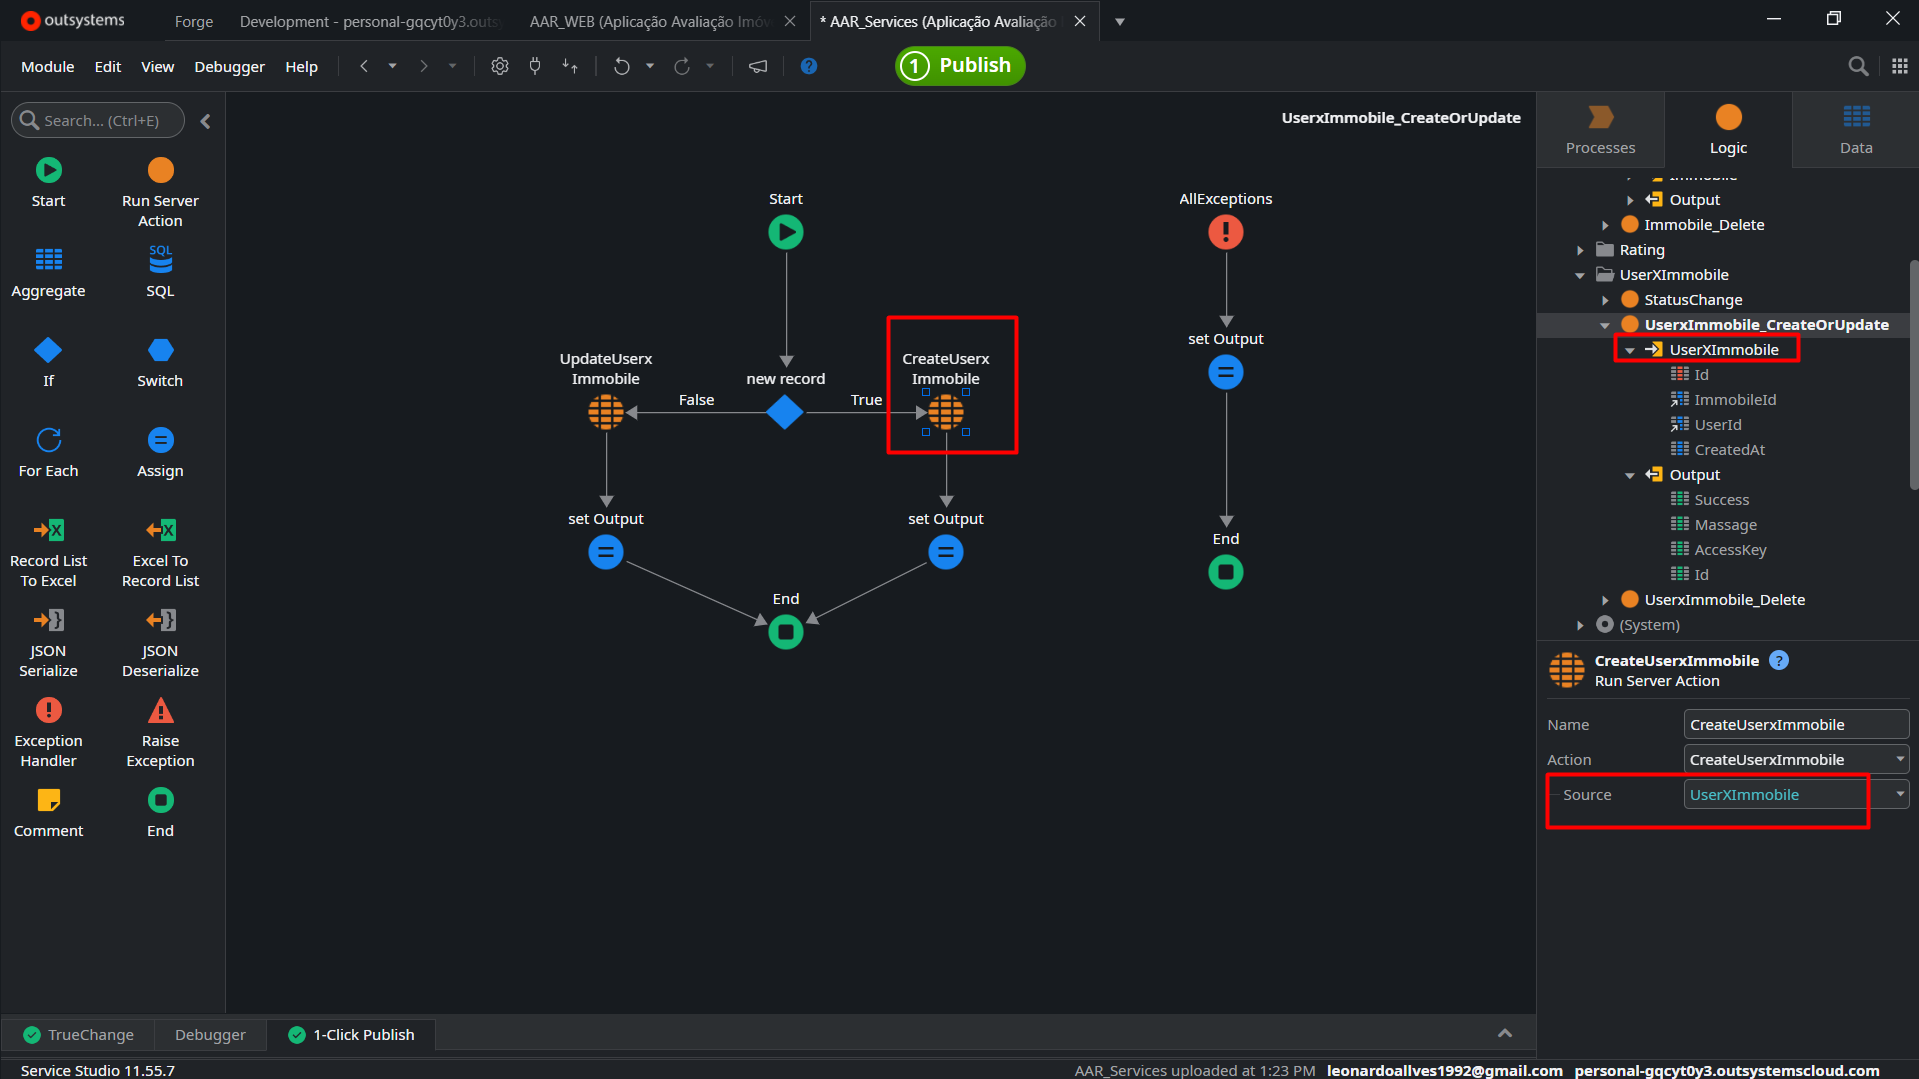 outsystems
Forge
Development - personal-gqcyt0y3.outs
AAR_WEB (Aplicação Avaliação Imóv
* AAR_Services (Aplicação Avaliação
Module Edit View Debugger Help
1 Publish
Search... (Ctrl+E)
Start
Run Server
Action
Aggregate
SQL
SQL
If
Switch
For Each
Assign
Record List
To Excel
Excel To
Record List
JSON
Serialize
JSON
Deserialize
Exception
Handler
Raise
Exception
Comment
End
UserxImmobile_CreateOrUpdate
Start
UpdateUserx
Immobile
new record
CreateUserx
Immobile
False
True
set Output
set Output
End
AllExceptions
set Output
End
Processes
Logic
Data
Immobile
Output
Immobile_Delete
Rating
UserXImmobile
StatusChange
UserxImmobile_CreateOrUpdate
UserXImmobile
Id
ImmobileId
UserId
CreatedAt
Output
Success
Massage
AccessKey
Id
UserxImmobile_Delete
(System)
CreateUserxImmobile ?
Run Server Action
Name CreateUserxImmobile
Action CreateUserxImmobile
Source UserXImmobile
TrueChange
Debugger
1-Click Publish
Service Studio 11.55.7
AAR_Services uploaded at 1:23 PM leonardoallves1992@gmail.com personal-gqcyt0y3.outsystemscloud.com